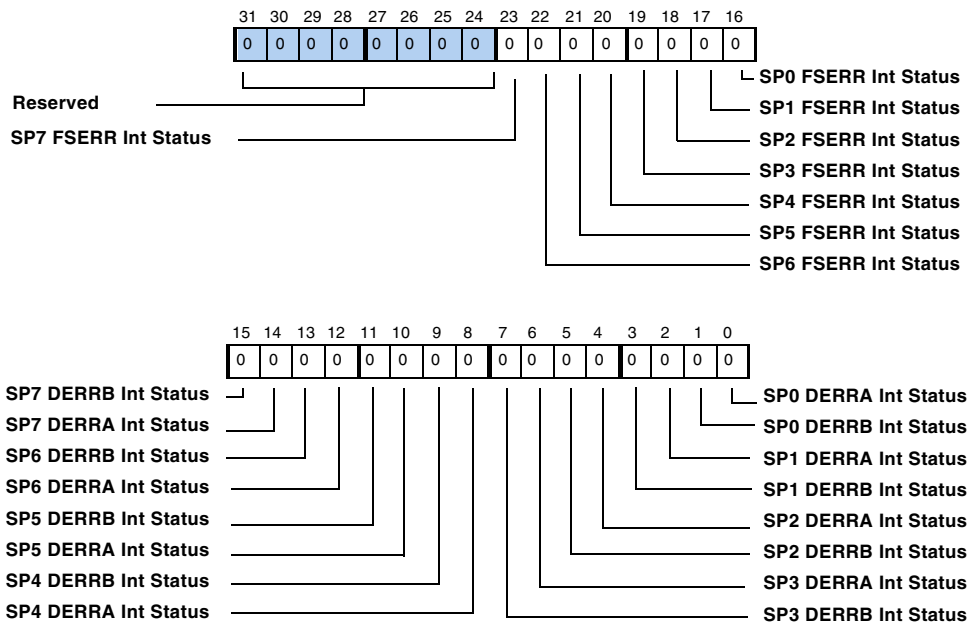 31 30 29 28 27 26 25 24 23 22 21 20 19 18 17 16
0 0 0 0 0 0 0 0 0 0 0 0 0 0 0 0
SP0 FSERR Int Status
Reserved
SP1 FSERR Int Status
SP7 FSERR Int Status
SP2 FSERR Int Status
SP3 FSERR Int Status
SP4 FSERR Int Status
SP5 FSERR Int Status
SP6 FSERR Int Status
15 14 13 12 11 10 9 8 7 6 5 4 3 2 1 0
0 0 0 0 0 0 0 0 0 0 0 0 0 0 0 0
SP7 DERRB Int Status
SP7 DERRA Int Status
SP6 DERRB Int Status
SP6 DERRA Int Status
SP5 DERRB Int Status
SP5 DERRA Int Status
SP4 DERRB Int Status
SP4 DERRA Int Status
SP0 DERRA Int Status
SP0 DERRB Int Status
SP1 DERRA Int Status
SP1 DERRB Int Status
SP2 DERRA Int Status
SP2 DERRB Int Status
SP3 DERRA Int Status
SP3 DERRB Int Status